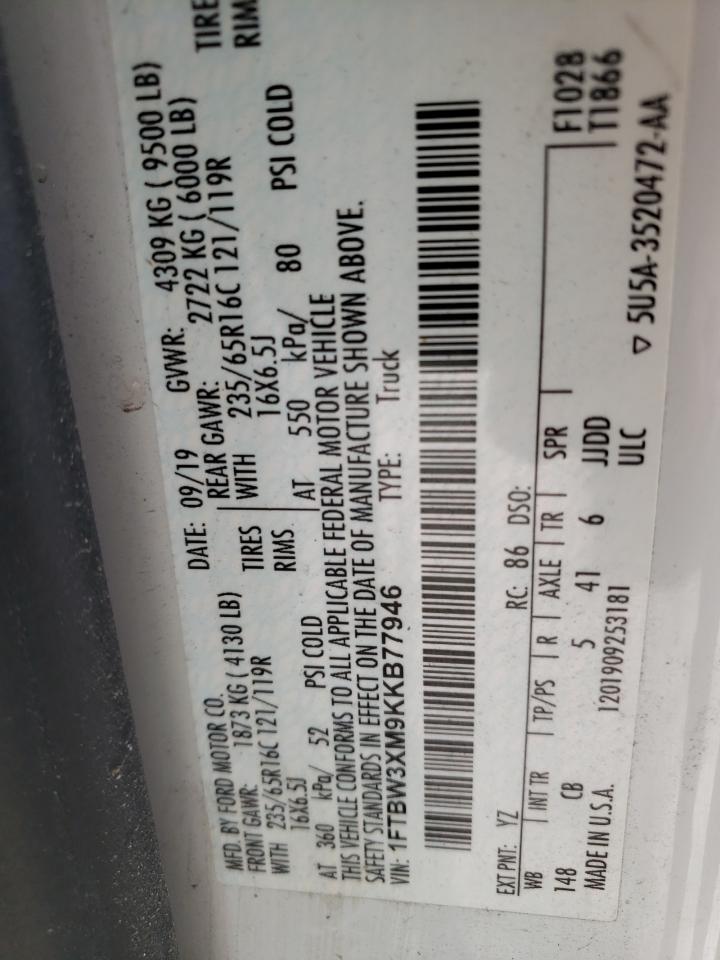 MFD. BY FORD MOTOR CO.
DATE: 09/19 GVWR: 4309 KG ( 9500 LB)
FRONT GAWR: 1873 KG ( 4130 LB) REAR GAWR: 2722 KG ( 6000 LB)
WITH 235/65R16C 121/119R TIRES WITH 235/65R16C 121/119R TIRE
16X6.5J RIMS 16X6.5J RIM
AT 360 kPa/ 52 PSI COLD AT 550 kPa/ 80 PSI COLD
THIS VEHICLE CONFORMS TO ALL APPLICABLE FEDERAL MOTOR VEHICLE
SAFETY STANDARDS IN EFFECT ON THE DATE OF MANUFACTURE SHOWN ABOVE.
VIN: 1FTBW3XM9KKB77946 TYPE: Truck
EXT PNT: YZ RC: 86 DSO:
WB INT TR TP/PS R AXLE TR SPR F1028
148 CB 5 41 6 JJDD T1866
MADE IN U.S.A. 1201909253181 ULC
▽ 5U5A-3520472-AA